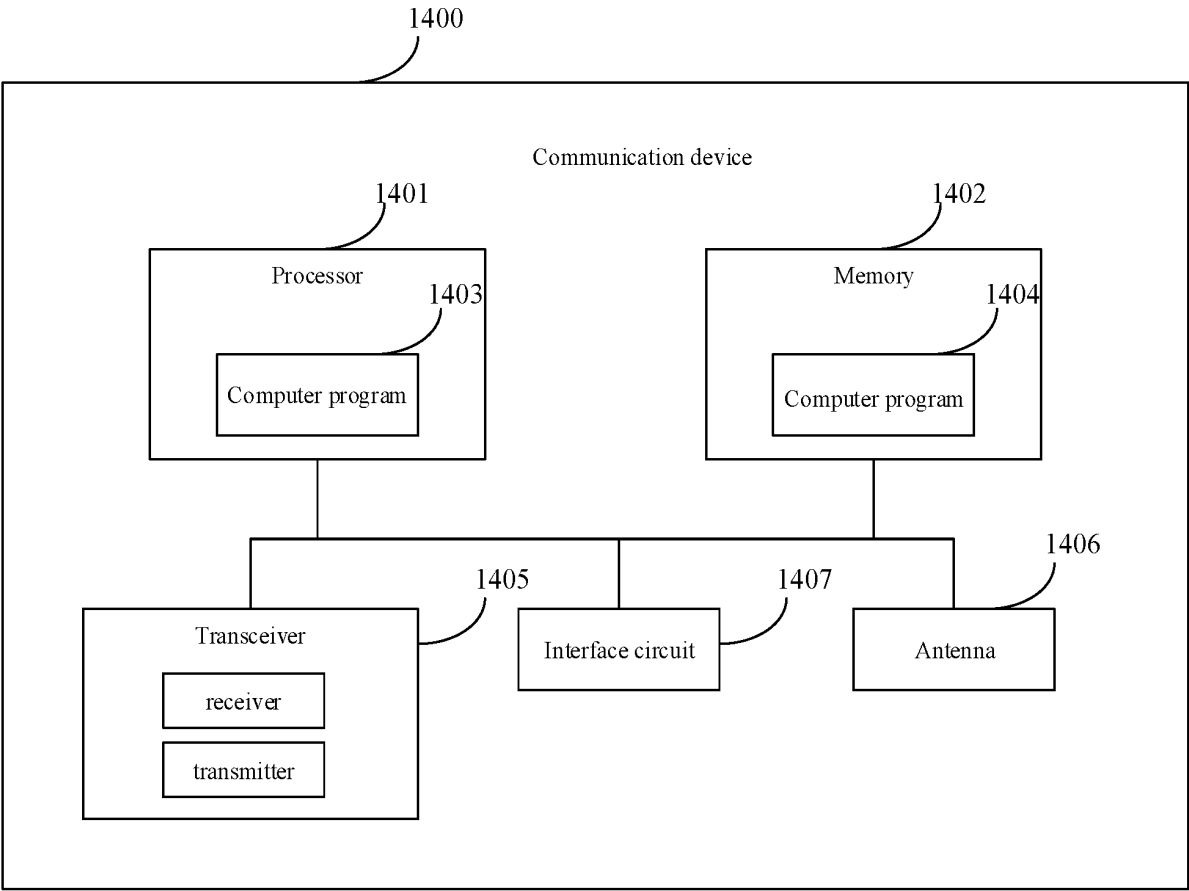 1400
Communication device
1401
1402
Processor
Memory
1403
1404
Computer program
Computer program
1406
1405
1407
Transceiver
Interface circuit
Antenna
receiver
transmitter